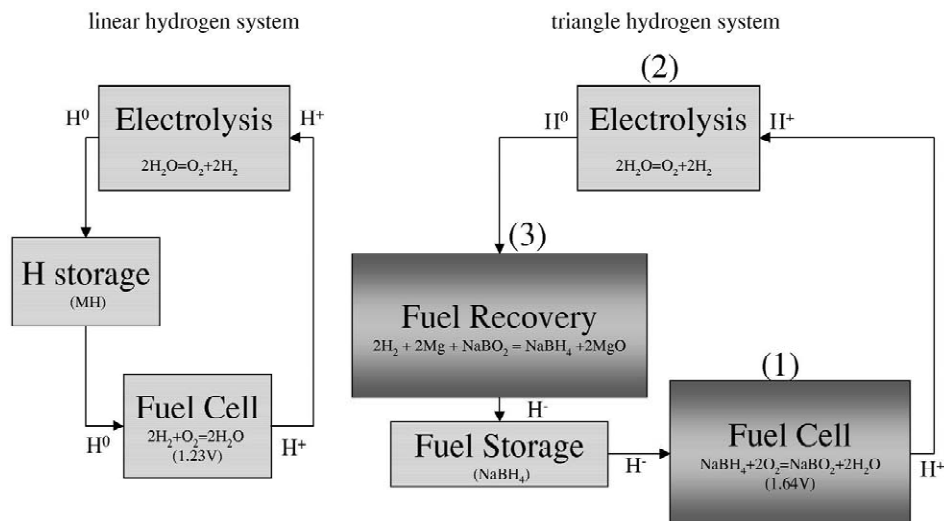 linear hydrogen system
H⁰
Electrolysis
H⁺
2H₂O=O₂+2H₂
H storage
(MH)
Fuel Cell
2H₂+O₂=2H₂O
(1.23V)
H⁰
H⁺
triangle hydrogen system
(2)
H⁰
Electrolysis
H⁺
2H₂O=O₂+2H₂
(3)
Fuel Recovery
2H₂ + 2Mg + NaBO₂ = NaBH₄ +2MgO
H⁻
Fuel Storage
(NaBH₄)
H⁻
(1)
Fuel Cell
NaBH₄+2O₂=NaBO₂+2H₂O
(1.64V)
H⁺